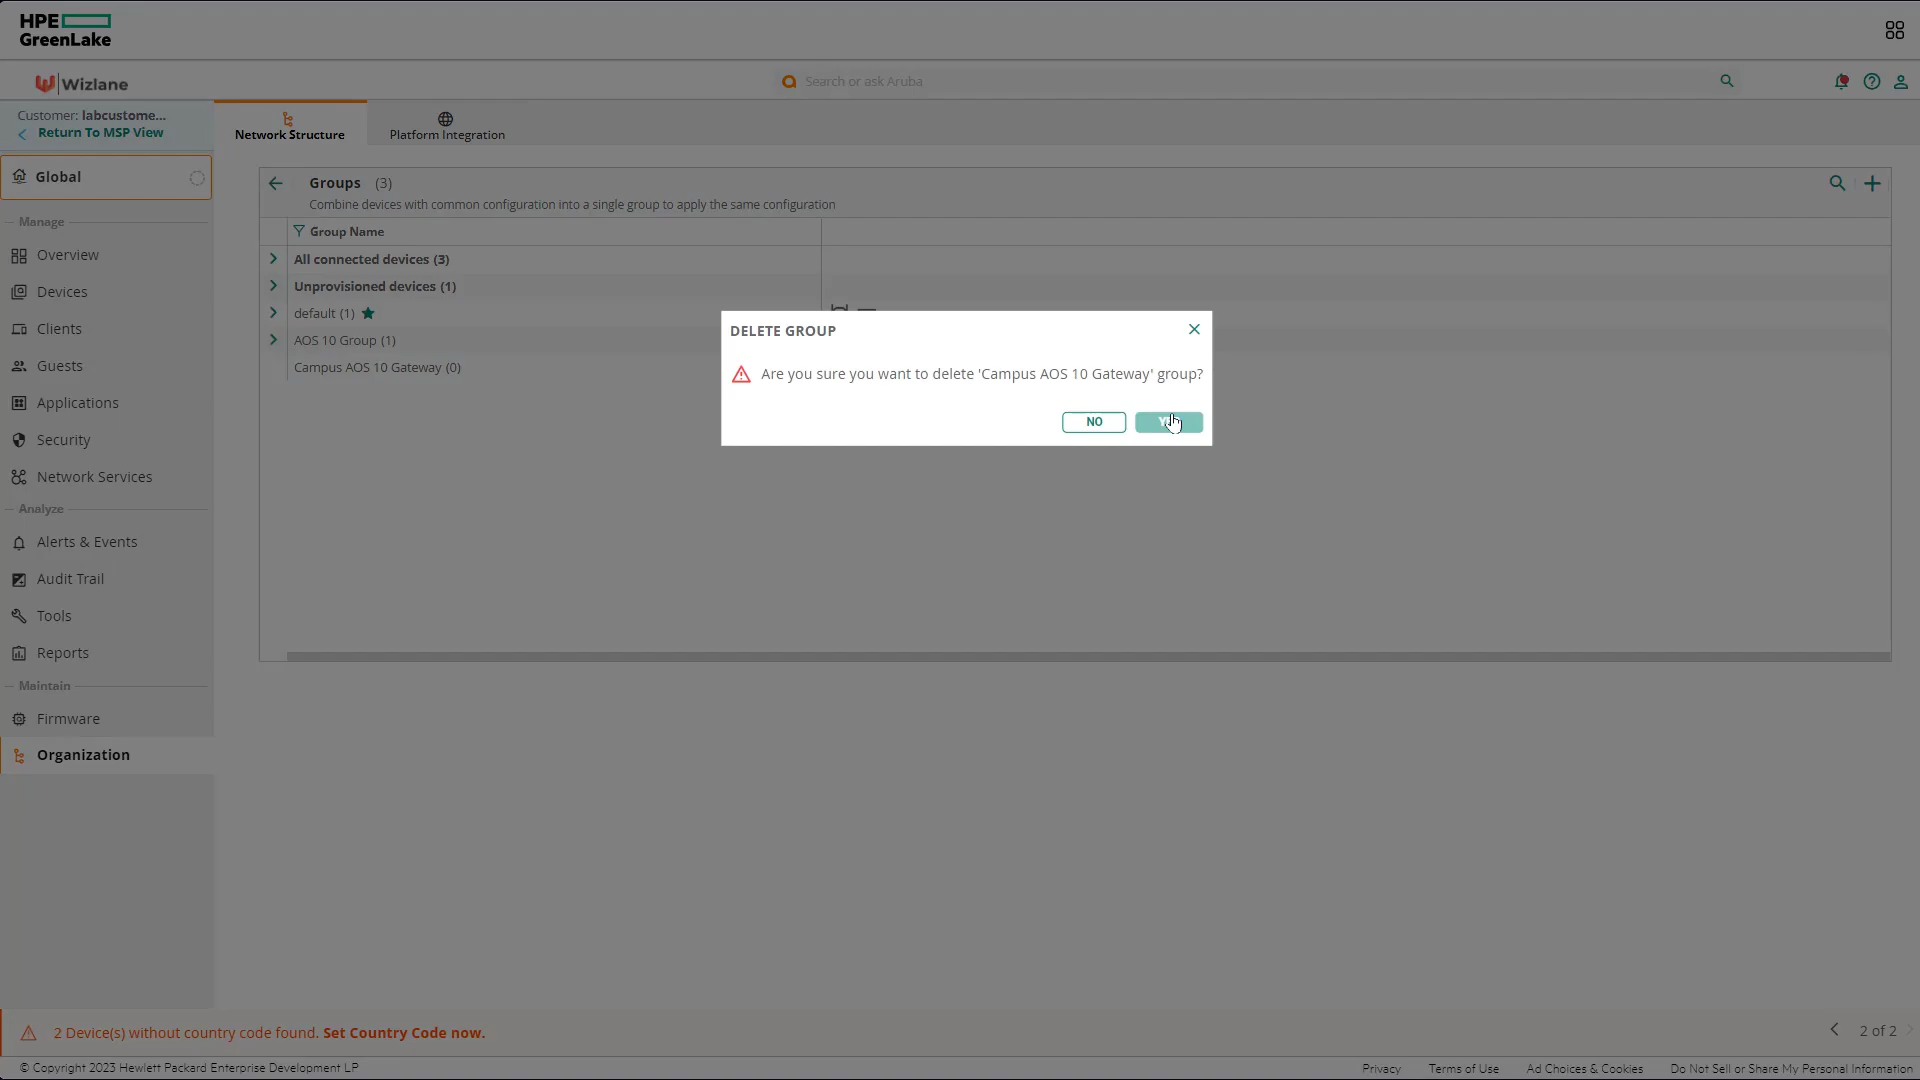 HPE
GreenLake
Wizlane
Search or ask Aruba
Customer: labcustome...
Return To MSP View
Network Structure
Platform Integration
Global
Groups (3)
Combine devices with common configuration into a single group to apply the same configuration
Manage
Group Name
Overview
All connected devices (3)
Devices
Unprovisioned devices (1)
default (1)
Clients
AOS 10 Group (1)
Guests
Campus AOS 10 Gateway (0)
DELETE GROUP
Are you sure you want to delete 'Campus AOS 10 Gateway' group?
NO
Applications
Security
Network Services
Analyze
Alerts & Events
Audit Trail
Tools
Reports
Maintain
Firmware
Organization
2 Device(s) without country code found. Set Country Code now.
2 of 2
© Copyright 2023 Hewlett Packard Enterprise Development LP
Privacy
Terms of Use
Ad Choices & Cookies
Do Not Sell or Share My Personal Information